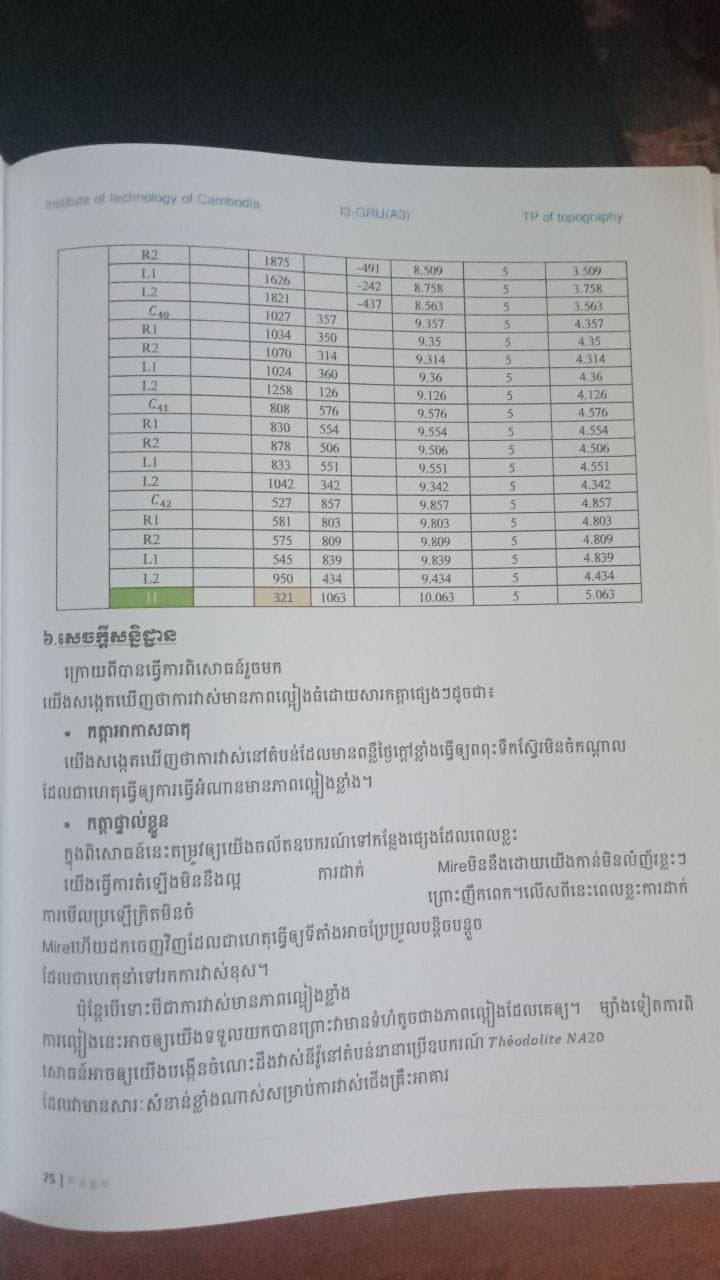 Institute of technology of Cambodia I3-GRU(A3) TP of topography
R2 1875 -491 8.509 5 3.509
L1 1626 -242 8.758 5 3.758
L2 1821 -437 8.563 5 3.563
C40 1027 357 9.357 5 4.357
R1 1034 350 9.35 5 4.35
R2 1070 314 9.314 5 4.314
L1 1024 360 9.36 5 4.36
L2 1258 126 9.126 5 4.126
C41 808 576 9.576 5 4.576
R1 830 554 9.554 5 4.554
R2 878 506 9.506 5 4.506
L1 833 551 9.551 5 4.551
L2 1042 342 9.342 5 4.342
C42 527 857 9.857 5 4.857
R1 581 803 9.803 5 4.803
R2 575 809 9.809 5 4.809
L1 545 839 9.839 5 4.839
L2 950 434 9.434 5 4.434
321 1063 10.063 5 5.063
៦.សេចក្តីសន្និដ្ឋាន
ក្រោយពីបានធ្វើការពិសោធន៍រួចមក
យើងសង្កេតឃើញថាការវាស់មានភាពល្អៀងធំដោយសារកត្តាផ្សេងៗដូចជា៖
• កត្តាអាកាសធាតុ
យើងសង្កេតឃើញថាការវាស់នៅតំបន់ដែលមានពន្លឺថ្ងៃក្តៅខ្លាំងធ្វើឲ្យពពុះទឹកស្ទើរមិនចំកណ្តាល
ដែលជាហេតុធ្វើឲ្យការធ្វើអំណានមានភាពល្អៀងខ្លាំង។
• កត្តាផ្ទាល់ខ្លួន
ក្នុងពិសោធន៍នេះតម្រូវឲ្យយើងចល័តឧបករណ៍ទៅកន្លែងផ្សេងដែលពេលខ្លះ
យើងធ្វើការតំឡើងមិននឹងល្អ ការដាក់ Mireមិននឹងដោយយើងកាន់មិនលំញ័រខ្លះៗ
ការមើលប្រឡើក្រិតមិនចំ ព្រោះញឹកពេក។លើសពីនេះពេលខ្លះការដាក់
Mireហើយដកចេញវិញដែលជាហេតុធ្វើឲ្យទីតាំងអាចប្រែប្រួលបន្តិចបន្តួច
ដែលជាហេតុនាំទៅរកការវាស់ខុស។
ប៉ុន្តែបើទោះបីជាការវាស់មានភាពល្អៀងខ្លាំង
ការល្អៀងនេះអាចឲ្យយើងទទួលយកបានព្រោះវាមានទំហំតូចជាងភាពល្អៀងដែលគេឲ្យ។ ម្យ៉ាងទៀតការពិ
សោធន៍អាចឲ្យយើងបង្កើនចំណេះដឹងវាស់នីវ៉ូនៅតំបន់នានាប្រើឧបករណ៍ Théodolite NA20
ដែលវាមានសារៈសំខាន់ខ្លាំងណាស់សម្រាប់ការវាស់ជើងគ្រឹះអាគារ
75 | Page